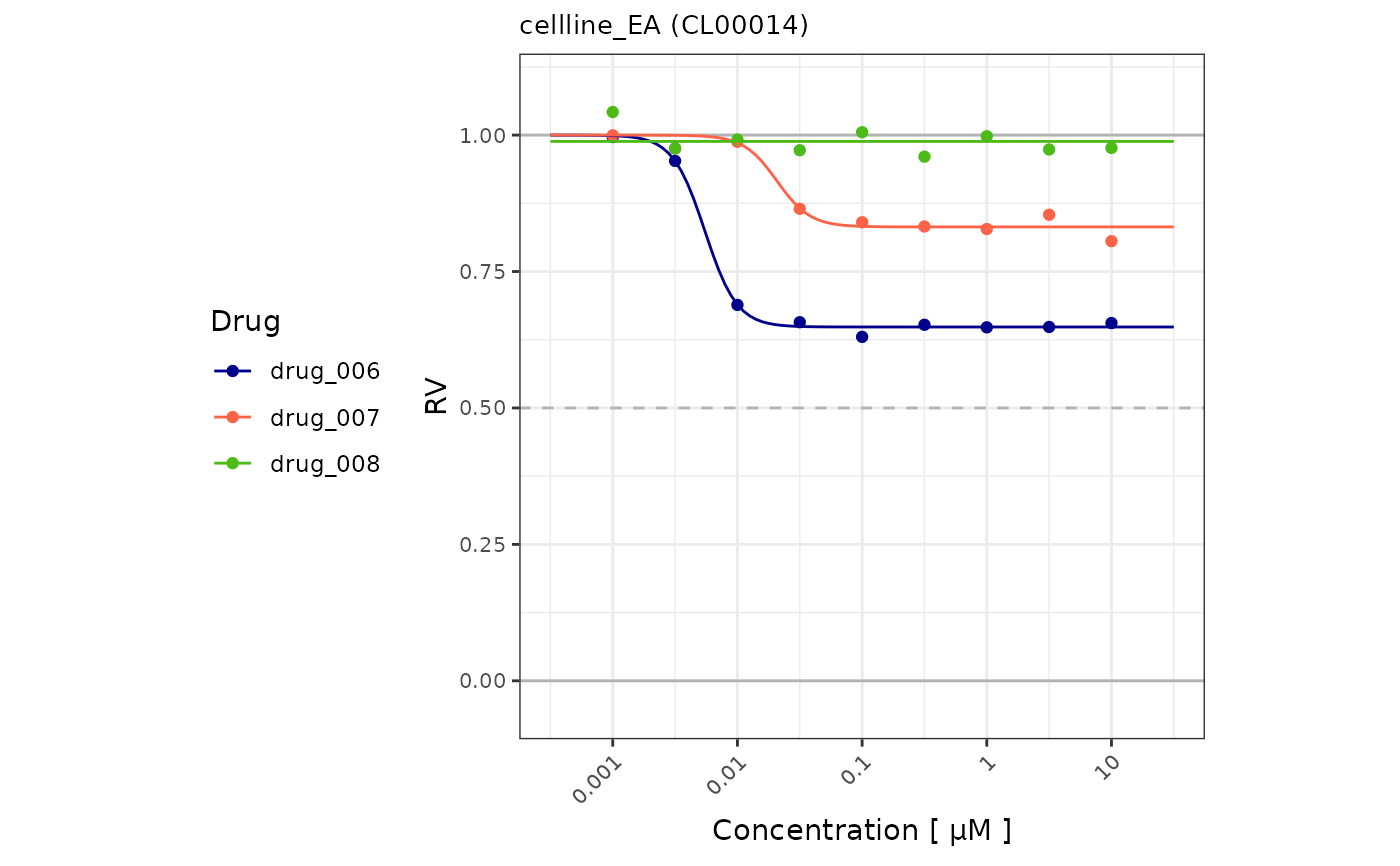 cellline_EA (CL00014)
Drug
drug_006
drug_007
drug_008
RV
1.00
0.75
0.50
0.25
0.00
0.001
0.01
0.1
1
10
Concentration [ µM ]